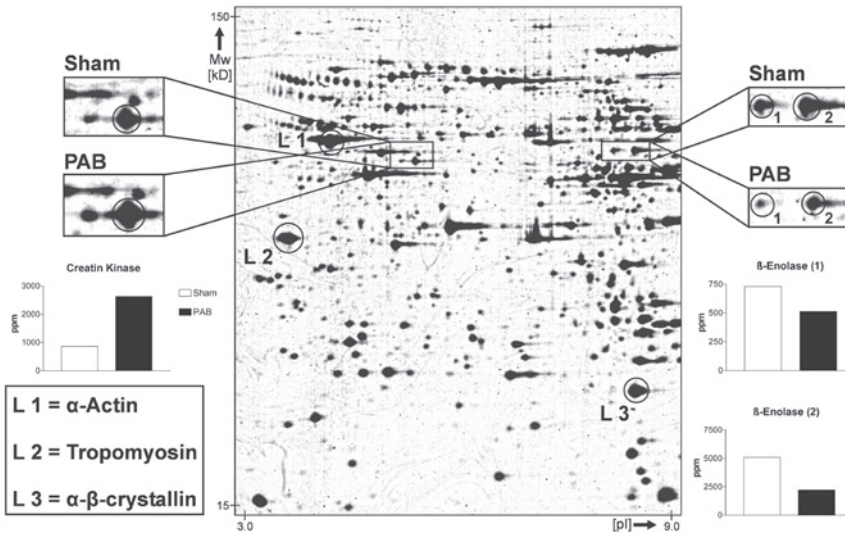 150
Mw
[kD]
Sham
Sham
1
2
PAB
PAB
1
2
L 1
L 2
L 3
Creatin Kinase
3000
2000
1000
0
ppm
Sham
PAB
ß-Enolase (1)
750
500
250
0
ppm
L 1 = α-Actin
L 2 = Tropomyosin
L 3 = α-β-crystallin
ß-Enolase (2)
5000
2500
0
ppm
15
3.0
[pI]
9.0